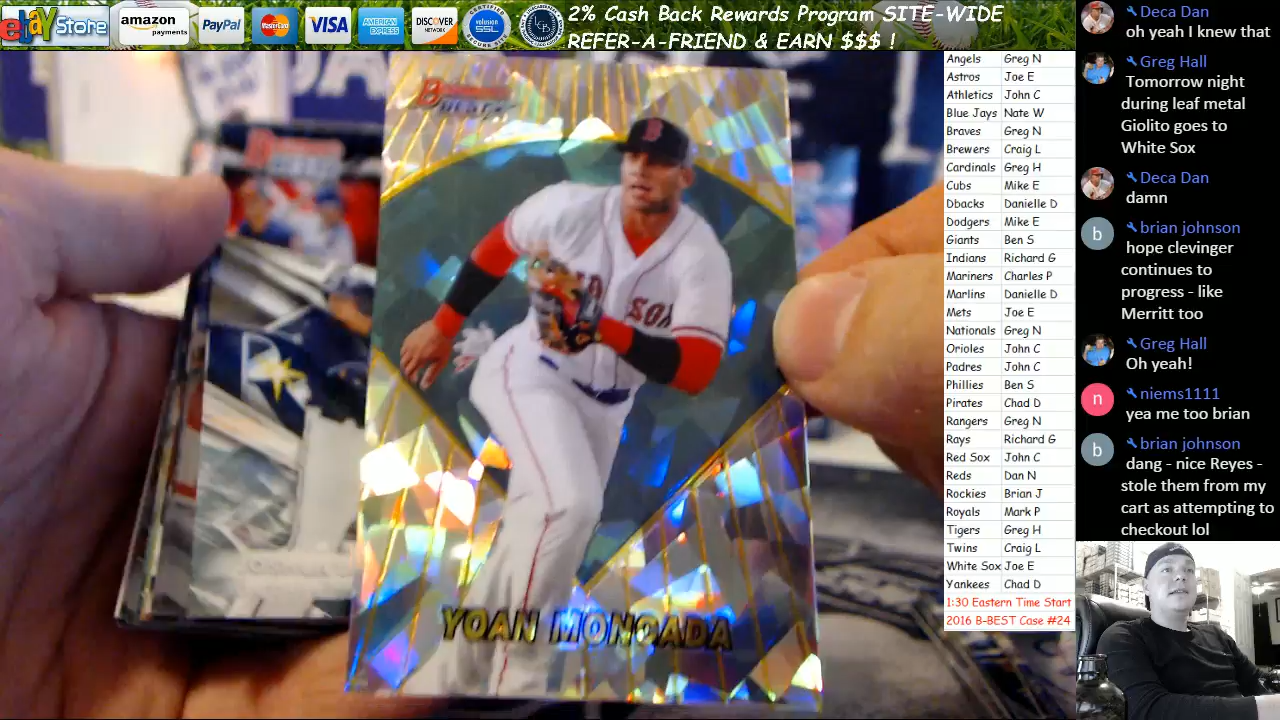 ebay Store
amazon payments
PayPal
MasterCard
VISA
AMERICAN EXPRESS
DISCOVER NETWORK
volusion SSL
2% Cash Back Rewards Program SITE-WIDE
REFER-A-FRIEND & EARN $$$ !
Bowman's
BEST
B
R
YOAN MONCADA
Angels Greg N
Astros Joe E
Athletics John C
Blue Jays Nate W
Braves Greg N
Brewers Craig L
Cardinals Greg H
Cubs Mike E
Dbacks Danielle D
Dodgers Mike E
Giants Ben S
Indians Richard G
Mariners Charles P
Marlins Danielle D
Mets Joe E
Nationals Greg N
Orioles John C
Padres John C
Phillies Ben S
Pirates Chad D
Rangers Greg N
Rays Richard G
Red Sox John C
Reds Dan N
Rockies Brian J
Royals Mark P
Tigers Greg H
Twins Craig L
White Sox Joe E
Yankees Chad D
1:30 Eastern Time Start
2016 B-BEST Case #24
Deca Dan
oh yeah I knew that
Greg Hall
Tomorrow night
during leaf metal
Giolito goes to
White Sox
Deca Dan
damn
b
brian johnson
hope clevinger
continues to
progress - like
Merritt too
Greg Hall
Oh yeah!
n
niems1111
yea me too brian
b
brian johnson
dang - nice Reyes -
stole them from my
cart as attempting to
checkout lol